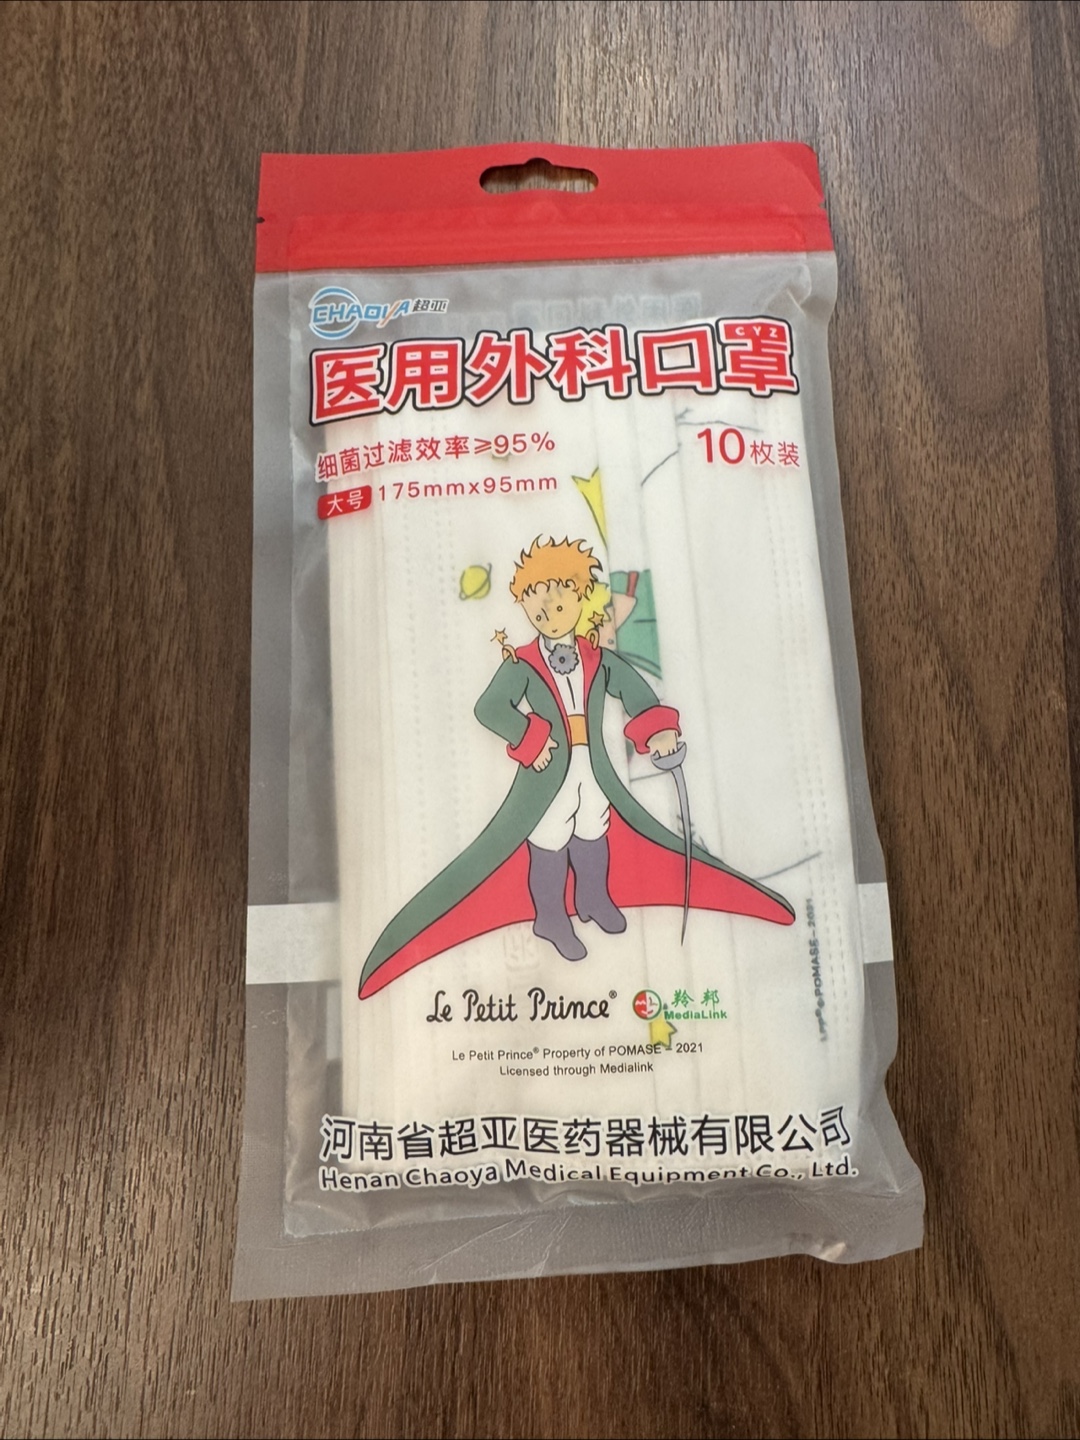 CHAOYA 超亚
医用外科口罩
CYZ
细菌过滤效率≥95%
10枚装
大号 175mmx95mm
LPP® © POMASE - 2021
Le Petit Prince®
羚邦
MediaLink
Le Petit Prince® Property of POMASE - 2021
Licensed through Medialink
河南省超亚医药器械有限公司
Henan Chaoya Medical Equipment Co., Ltd.